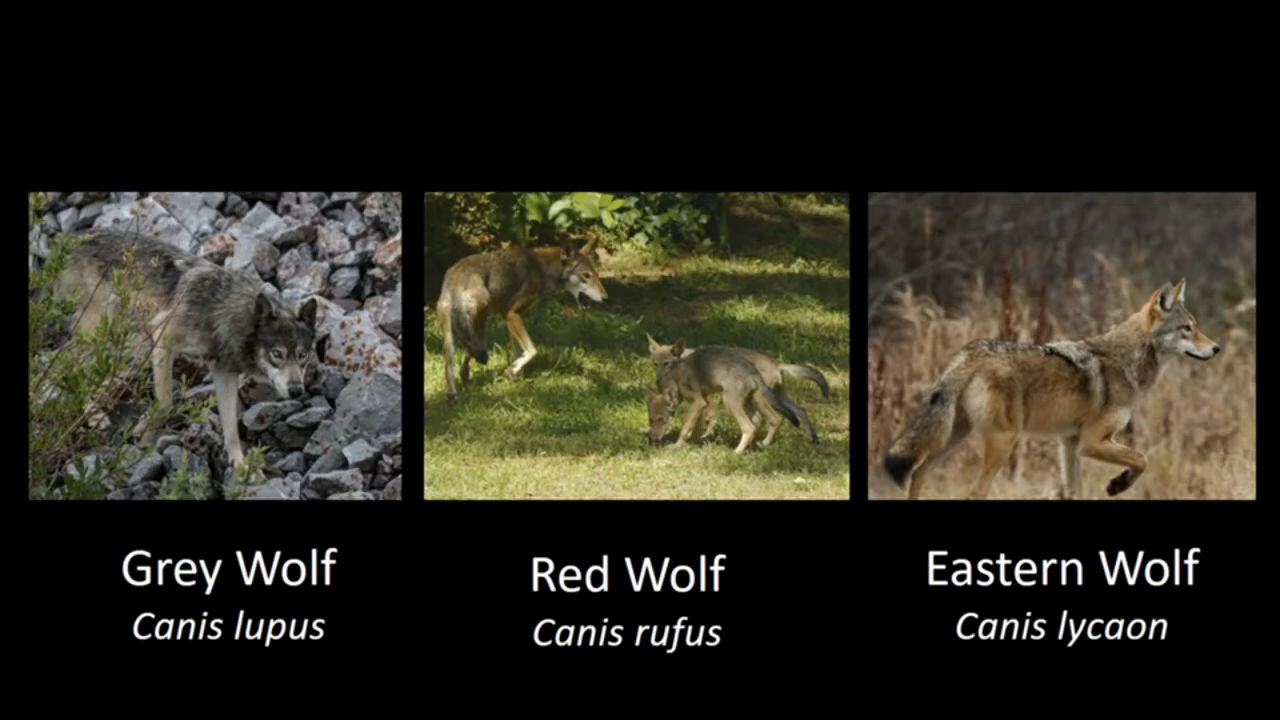 Grey Wolf
Canis lupus
Red Wolf
Canis rufus
Eastern Wolf
Canis lycaon